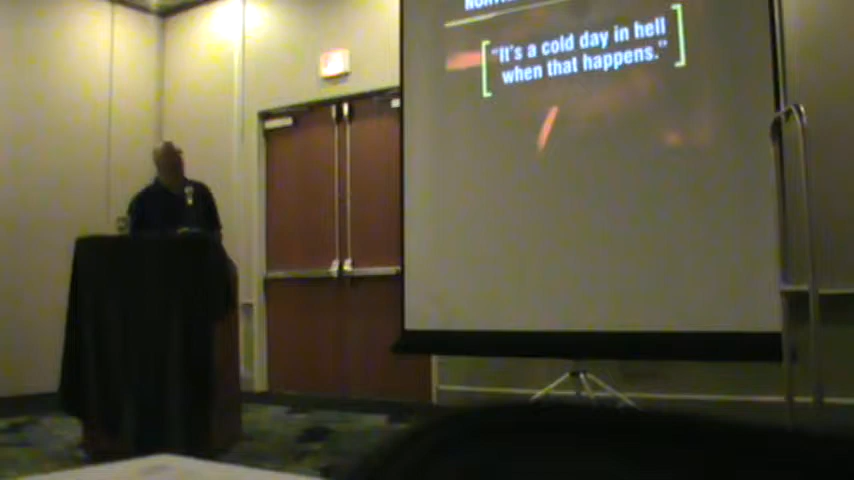 "It's a cold day in hell
when that happens."